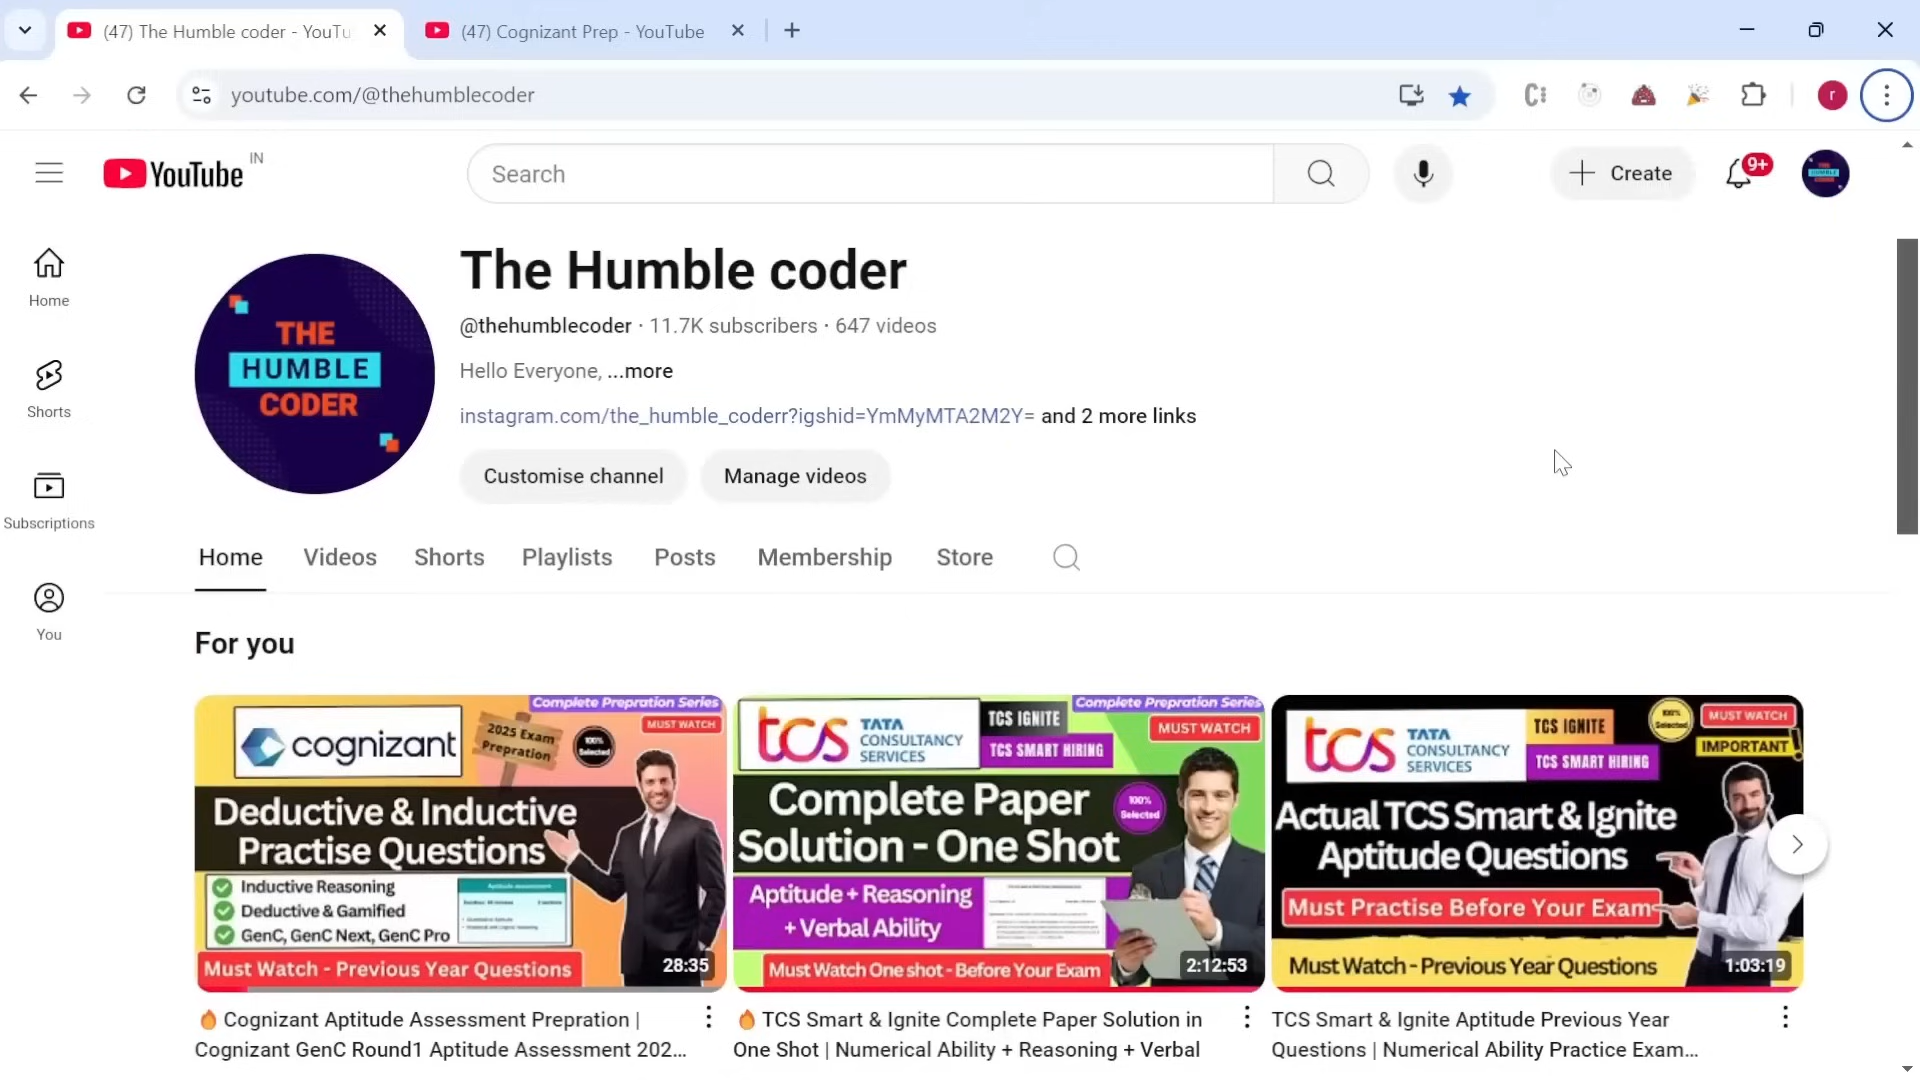 (47) The Humble coder - YouTu
(47) Cognizant Prep - YouTube
youtube.com/@thehumblecoder
r
YouTube IN
Search
Create
9+
Home
Shorts
Subscriptions
You
THE
HUMBLE
CODER
The Humble coder
@thehumblecoder · 11.7K subscribers · 647 videos
Hello Everyone, ...more
instagram.com/the_humble_coderr?igshid=YmMyMTA2M2Y= and 2 more links
Customise channel
Manage videos
Home
Videos
Shorts
Playlists
Posts
Membership
Store
For you
Complete Prepration Series
cognizant
2025 Exam
Prepration
100%
Selected
MUST WATCH
Deductive & Inductive
Practise Questions
Inductive Reasoning
Deductive & Gamified
GenC, GenC Next, GenC Pro
Aptitude assessment
Must Watch - Previous Year Questions
28:35
🔥 Cognizant Aptitude Assessment Prepration |
Cognizant GenC Round1 Aptitude Assessment 202...
Complete Prepration Series
tcs TATA
CONSULTANCY
SERVICES
TCS IGNITE
TCS SMART HIRING
MUST WATCH
Complete Paper
Solution - One Shot
100%
Selected
Aptitude + Reasoning
+ Verbal Ability
Must Watch One shot - Before Your Exam
2:12:53
🔥 TCS Smart & Ignite Complete Paper Solution in
One Shot | Numerical Ability + Reasoning + Verbal
tcs TATA
CONSULTANCY
SERVICES
TCS IGNITE
TCS SMART HIRING
100%
Selected
MUST WATCH
IMPORTANT
Actual TCS Smart & Ignite
Aptitude Questions
Must Practise Before Your Exam
Must Watch - Previous Year Questions
1:03:19
TCS Smart & Ignite Aptitude Previous Year
Questions | Numerical Ability Practice Exam...